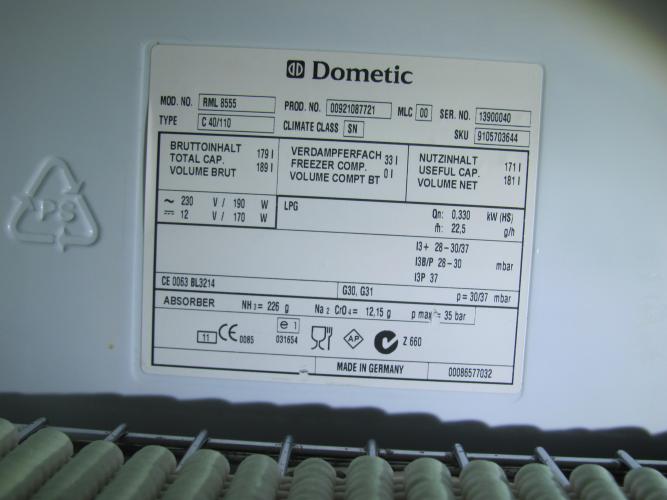 Dometic
MOD. NO. RML 8555 PROD. NO. 00921087721 MLC 00 SER. NO. 13900040
TYPE C 40/110 CLIMATE CLASS SN SKU 9105703644
BRUTTOINHALT 179 l
TOTAL CAP. 189 l
VOLUME BRUT
VERDAMPFERFACH 33 l
FREEZER COMP. 0 l
VOLUME COMPT BT
NUTZINHALT 171 l
USEFUL CAP. 181 l
VOLUME NET
~ 230 V / 190 W
⎓ 12 V / 170 W
LPG Qn: 0,330 kW (HS)
ṁ: 22,5 g/h
I3+ 28-30/37
I3B/P 28-30 mbar
I3P 37
CE 0063 BL3214 G30, G31 p = 30/37 mbar
ABSORBER NH3 = 226 g Na2 CrO4 = 12,15 g p max = 35 bar
11 CE 0085 e1 031654 AP Z 660
MADE IN GERMANY 00086577032
PS